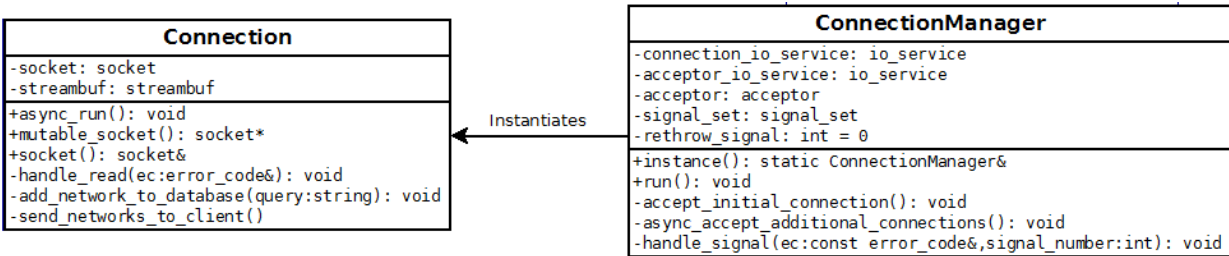 Connection
-socket: socket
-streambuf: streambuf
+async_run(): void
+mutable_socket(): socket*
+socket(): socket&
-handle_read(ec:error_code&): void
-add_network_to_database(query:string): void
-send_networks_to_client()
Instantiates
ConnectionManager
-connection_io_service: io_service
-acceptor_io_service: io_service
-acceptor: acceptor
-signal_set: signal_set
-rethrow_signal: int = 0
+instance(): static ConnectionManager&
+run(): void
-accept_initial_connection(): void
-async_accept_additional_connections(): void
-handle_signal(ec:const error_code&,signal_number:int): void